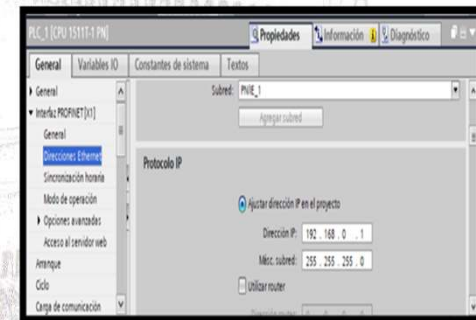 PLC_1 [CPU 1511T-1 PN]
Propiedades Información Diagnóstico
General Variables IO Constantes de sistema Textos
General
Interfaz PROFINET [X1]
General
Direcciones Ethernet
Sincronización horaria
Modo de operación
Opciones avanzadas
Acceso al servidor web
Arranque
Ciclo
Carga de comunicación
Subred: PN/IE_1
Agregar subred
Protocolo IP
Ajustar dirección IP en el proyecto
Dirección IP: 192 . 168 . 0 . 1
Másc. subred: 255 . 255 . 255 . 0
Utilizar router